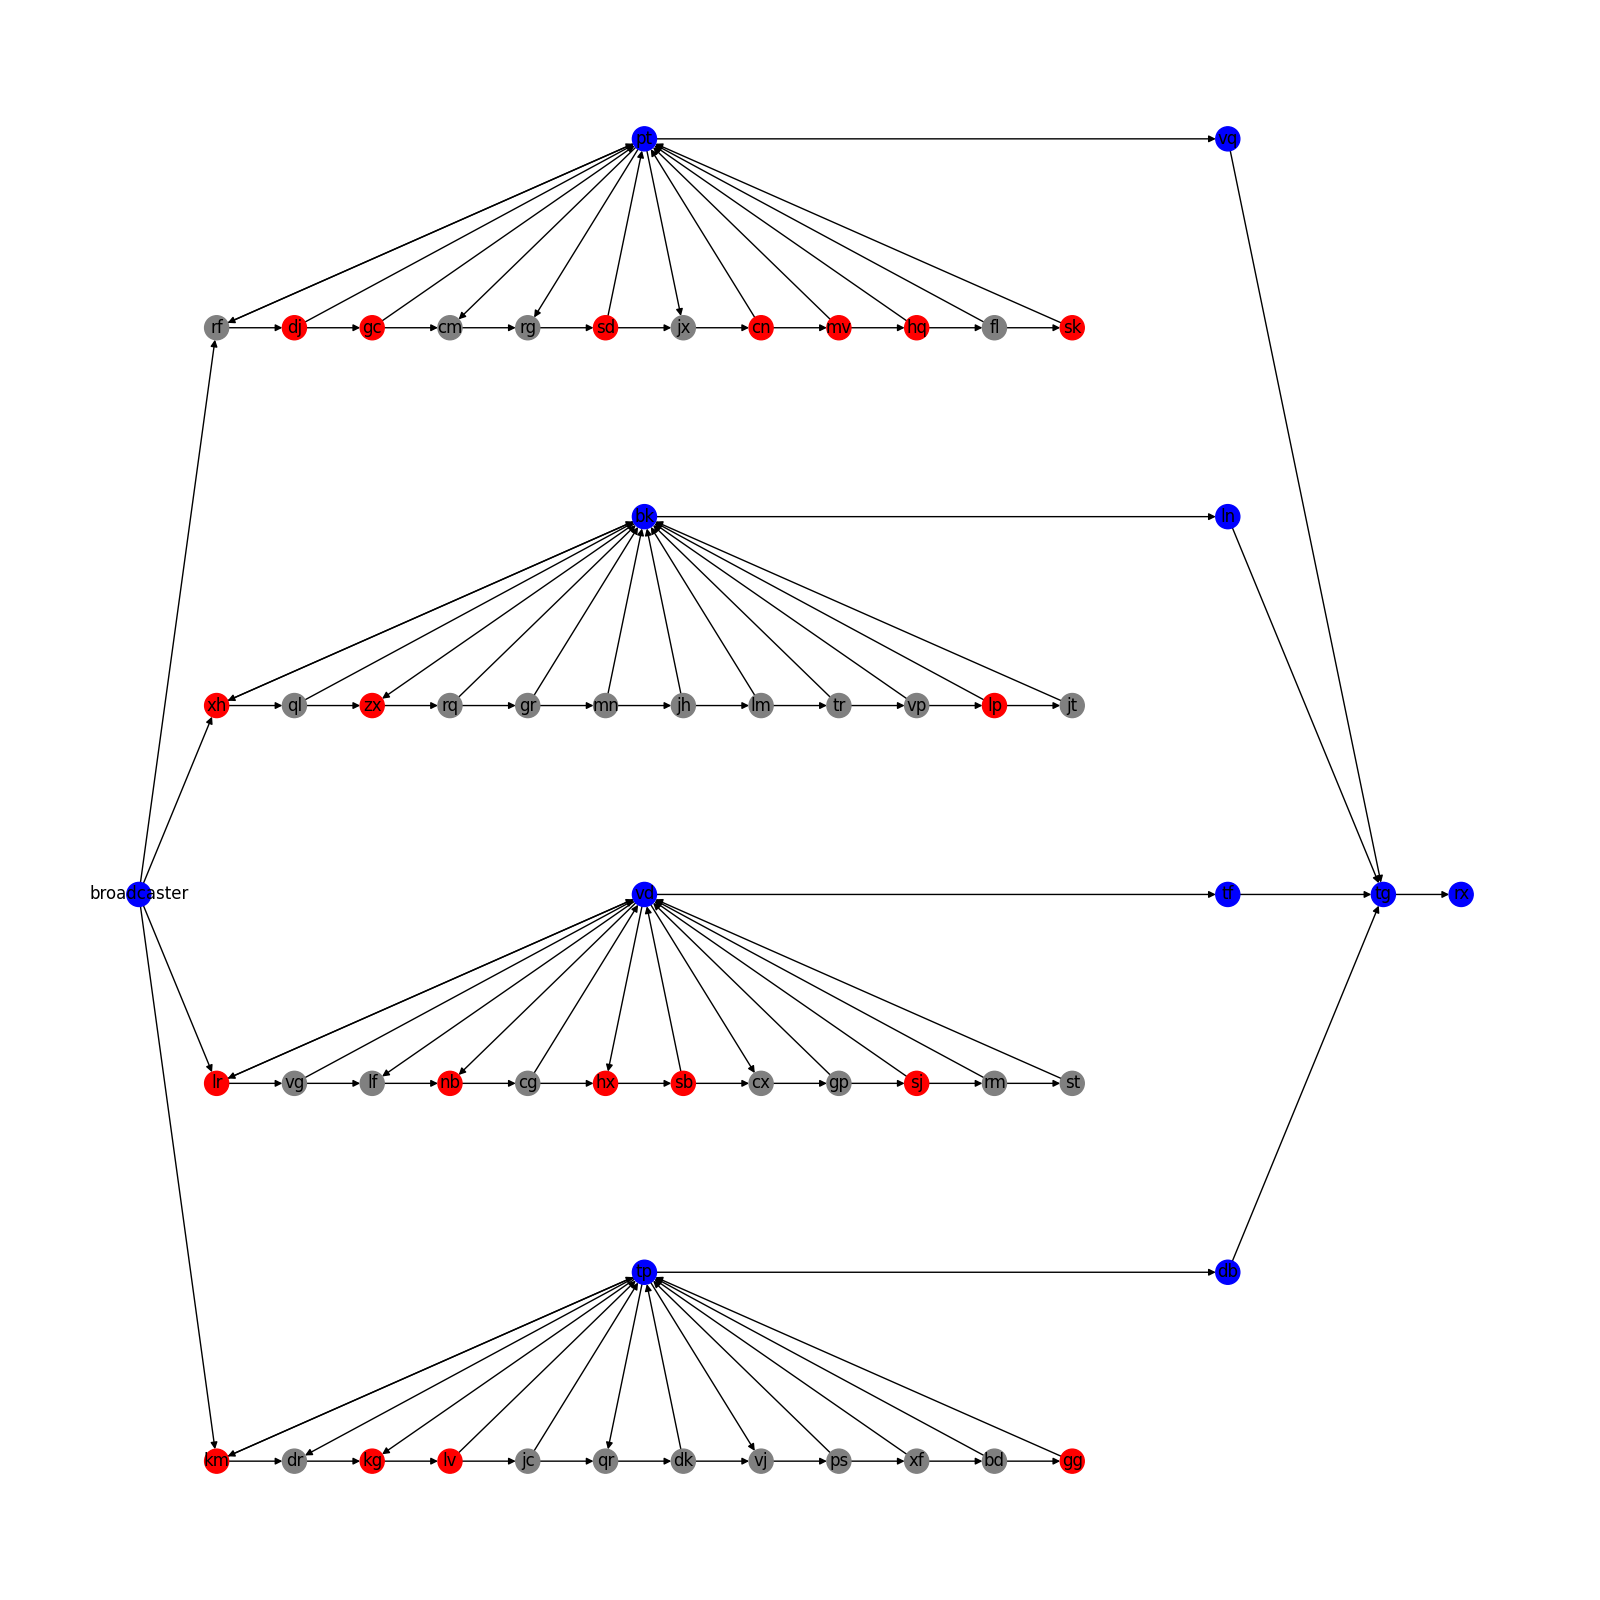 pt
vq
rf
dj
gc
cm
rg
sd
jx
cn
mv
hq
fl
sk
bk
ln
xh
ql
zx
rq
gr
mn
jh
lm
tr
vp
lp
jt
broadcaster
vd
tf
tg
rx
lr
vg
lf
nb
cg
hx
sb
cx
gp
sj
rm
st
tp
db
km
dr
kg
lv
jc
qr
dk
vj
ps
xf
bd
gg